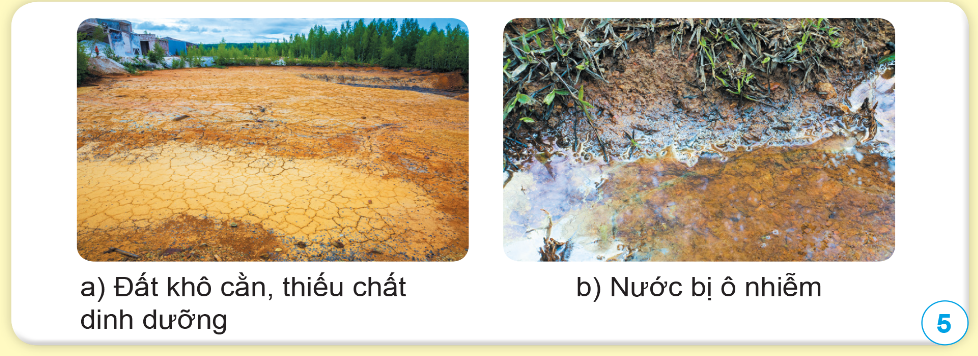 a) Đất khô cằn, thiếu chất
dinh dưỡng
b) Nước bị ô nhiễm
5